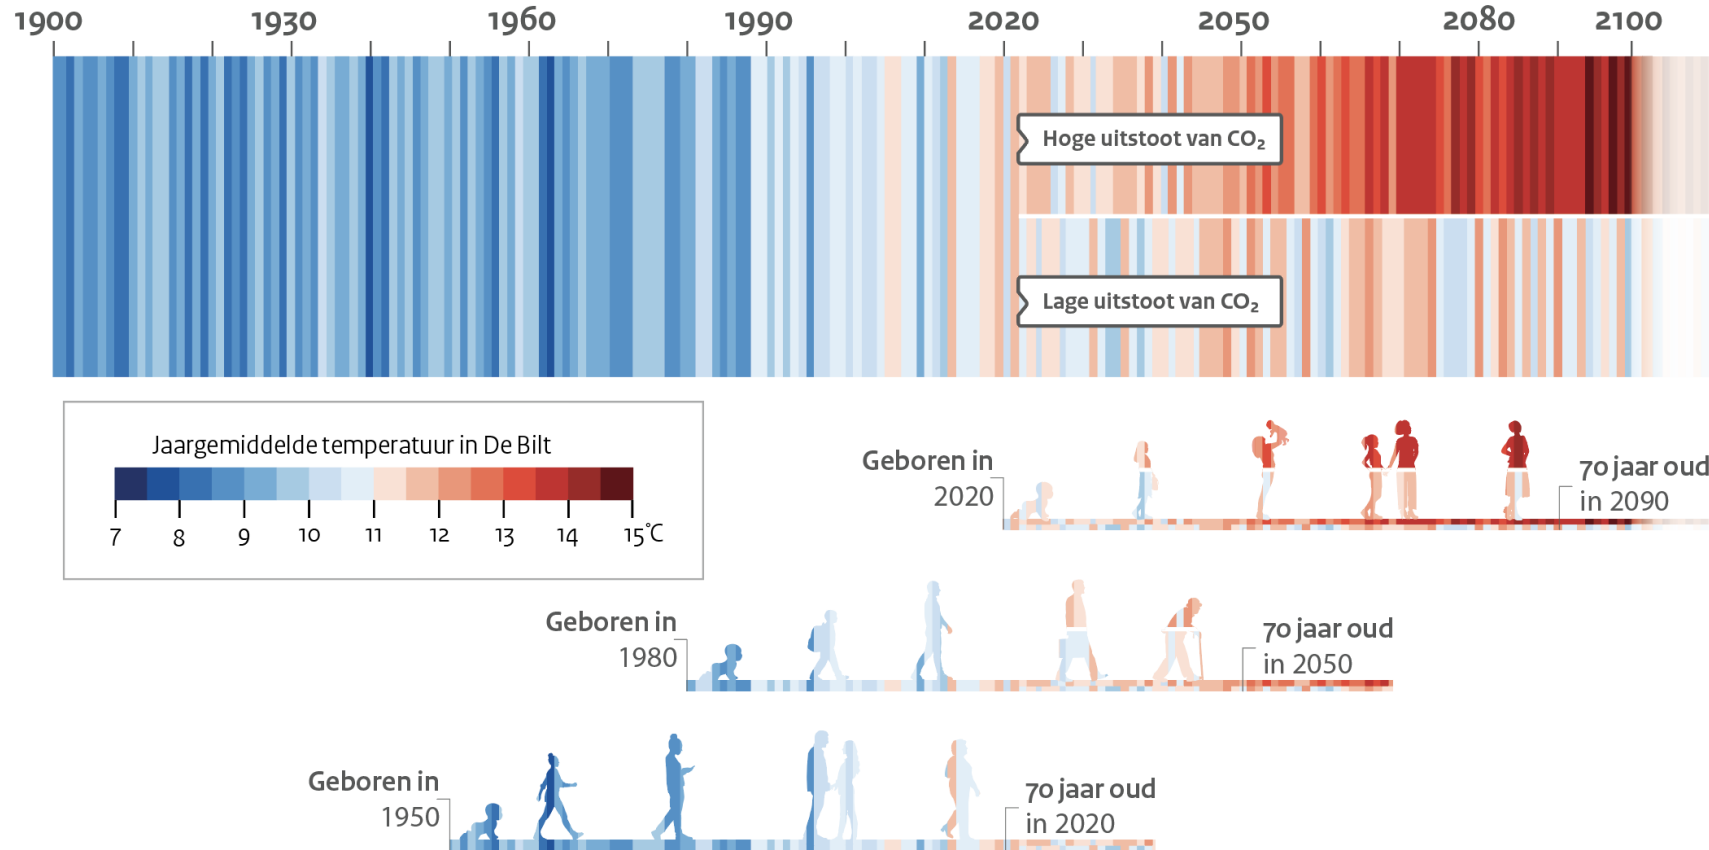 1900 1930 1960 1990 2020 2050 2080 2100
Hoge uitstoot van CO₂
Lage uitstoot van CO₂
Jaargemiddelde temperatuur in De Bilt
7 8 9 10 11 12 13 14 15°C
Geboren in
2020
70 jaar oud
in 2090
Geboren in
1980
70 jaar oud
in 2050
Geboren in
1950
70 jaar oud
in 2020